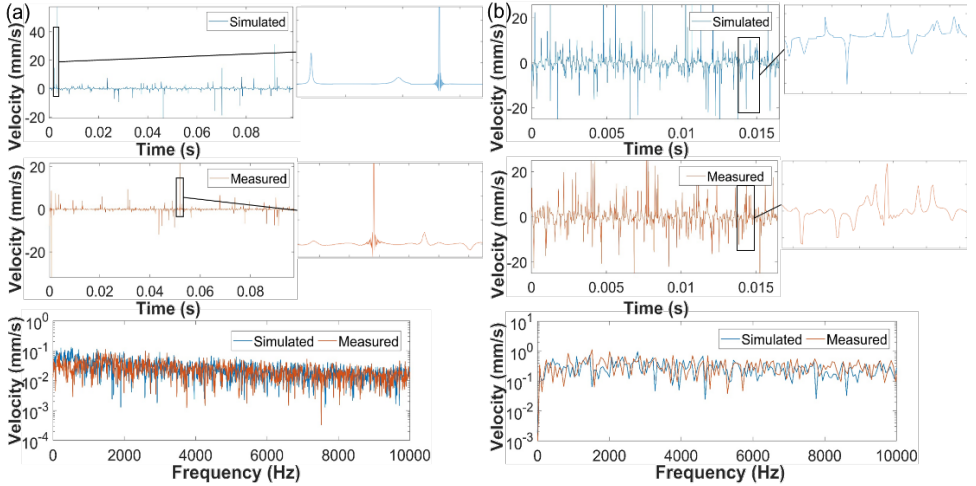 (a)
Simulated
Velocity (mm/s)
40
20
0
-20
0 0.02 0.04 0.06 0.08
Time (s)
Measured
Velocity (mm/s)
20
0
-20
0 0.02 0.04 0.06 0.08
Time (s)
Simulated Measured
Velocity (mm/s)
10^0
10^-1
10^-2
10^-3
10^-4
0 2000 4000 6000 8000 10000
Frequency (Hz)
(b)
Simulated
Velocity (mm/s)
20
0
-20
0 0.005 0.01 0.015
Time (s)
Measured
Velocity (mm/s)
20
0
-20
0 0.005 0.01 0.015
Time (s)
Simulated Measured
Velocity (mm/s)
10^1
10^0
10^-1
10^-2
10^-3
0 2000 4000 6000 8000 10000
Frequency (Hz)